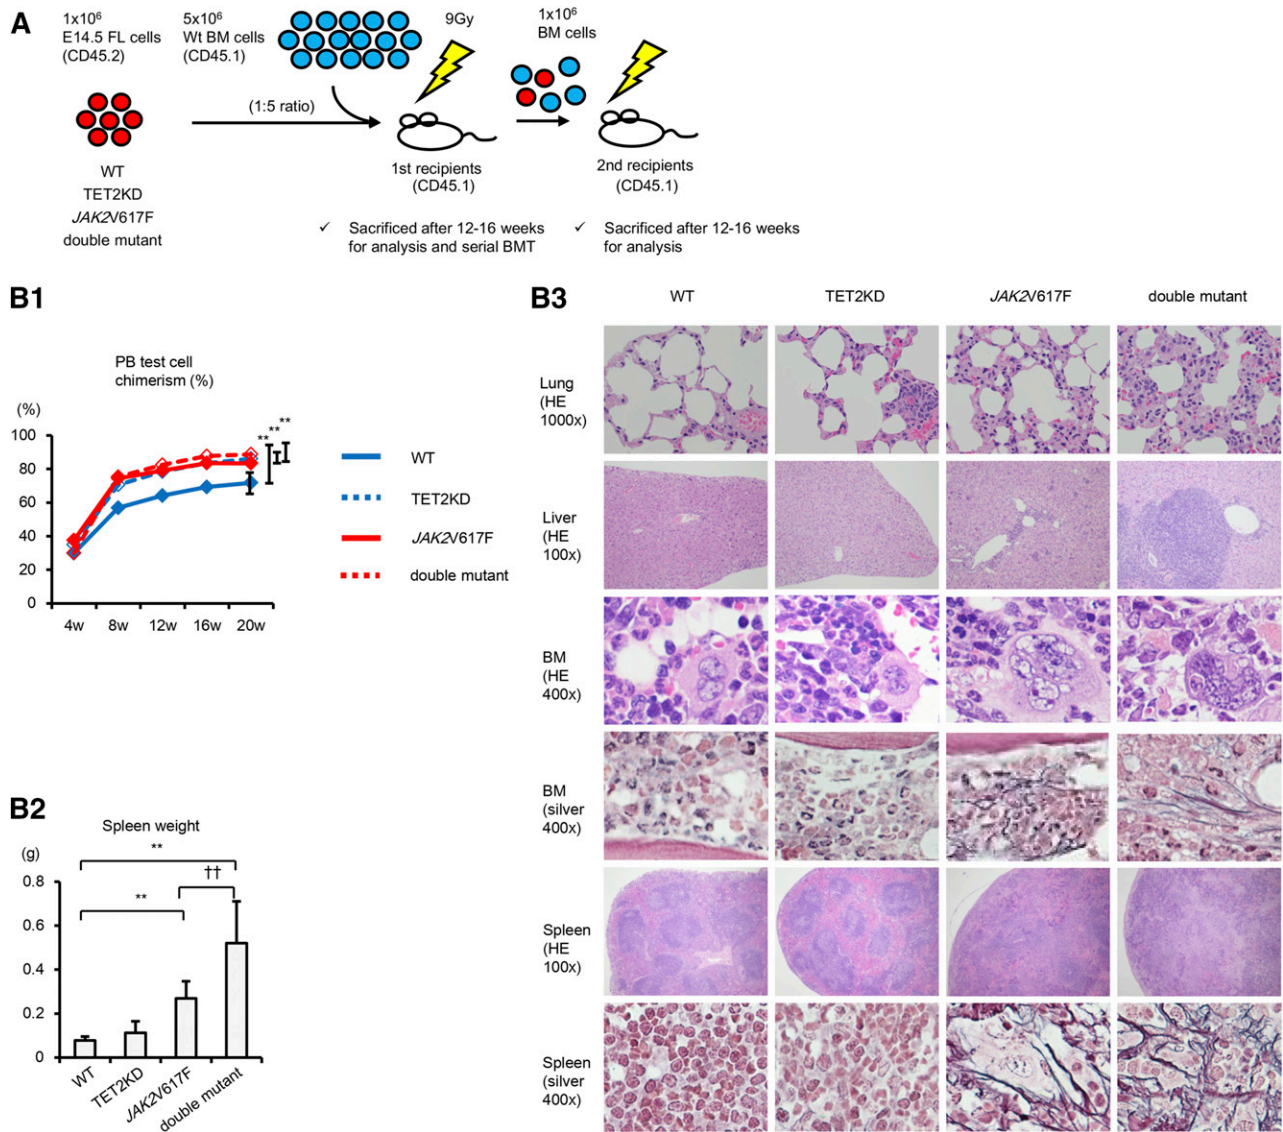 A
1x10⁶
E14.5 FL cells
(CD45.2)
5x10⁶
Wt BM cells
(CD45.1)
9Gy
1x10⁶
BM cells
(1:5 ratio)
WT
TET2KD
JAK2V617F
double mutant
1st recipients
(CD45.1)
2nd recipients
(CD45.1)
✓ Sacrificed after 12-16 weeks
for analysis and serial BMT
✓ Sacrificed after 12-16 weeks
for analysis
B1
PB test cell
chimerism (%)
(%)
100
80
60
40
20
0
4w 8w 12w 16w 20w
** ** **
WT
TET2KD
JAK2V617F
double mutant
B2
Spleen weight
(g)
**
††
**
0.8
0.6
0.4
0.2
0
WT
TET2KD
JAK2V617F
double mutant
B3
WT TET2KD JAK2V617F double mutant
Lung
(HE
1000x)
Liver
(HE
100x)
BM
(HE
400x)
BM
(silver
400x)
Spleen
(HE
100x)
Spleen
(silver
400x)